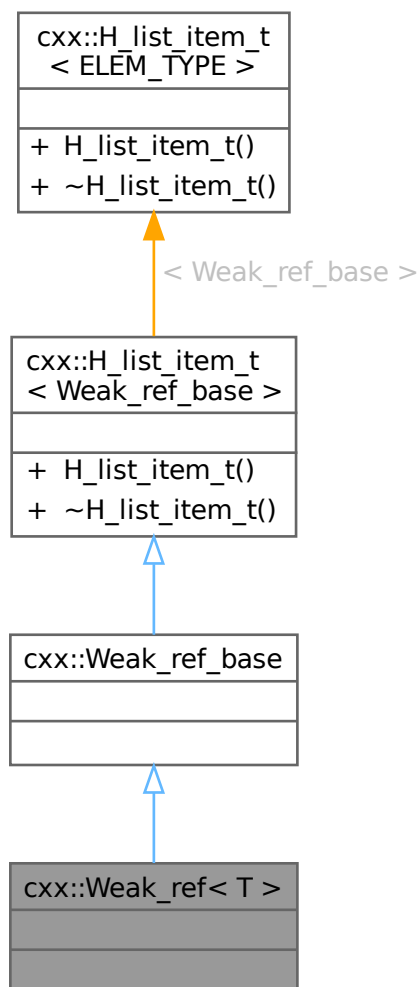 cxx::H_list_item_t
< ELEM_TYPE >
+ H_list_item_t()
+ ~H_list_item_t()
< Weak_ref_base >
cxx::H_list_item_t
< Weak_ref_base >
+ H_list_item_t()
+ ~H_list_item_t()
cxx::Weak_ref_base
cxx::Weak_ref< T >